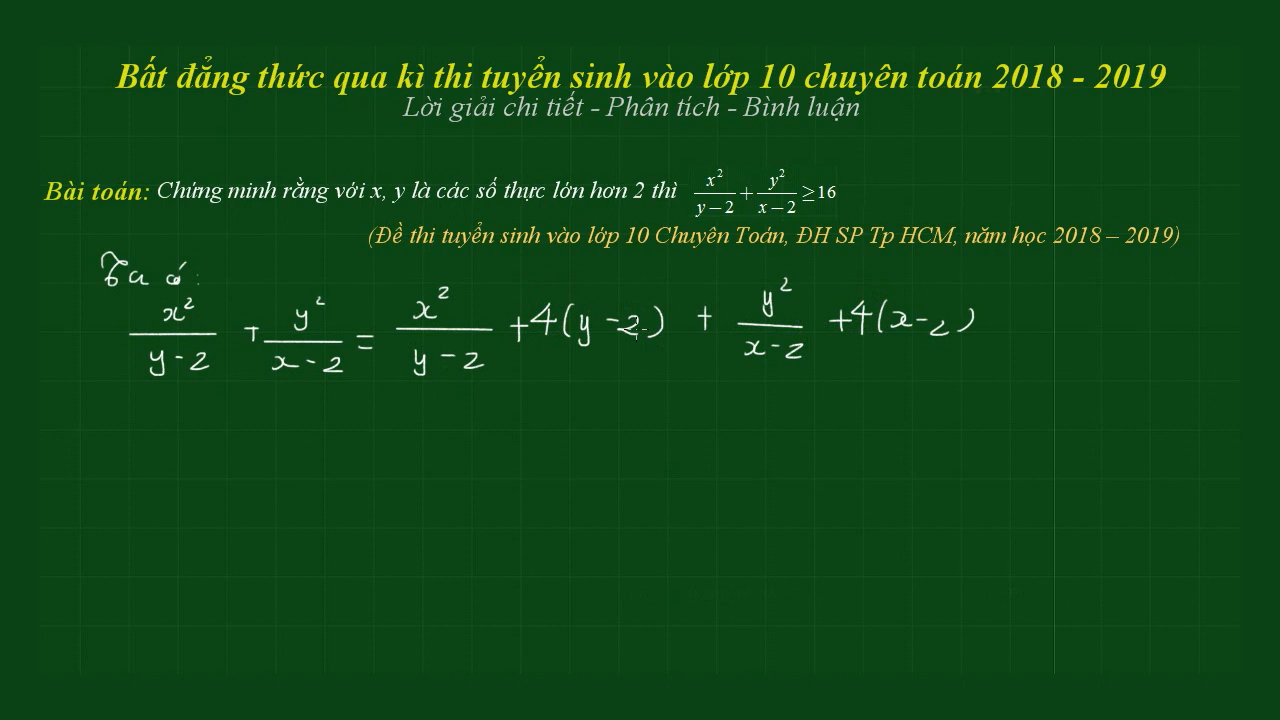 Bất đẳng thức qua kì thi tuyển sinh vào lớp 10 chuyên toán 2018 - 2019
Lời giải chi tiết - Phân tích - Bình luận
Bài toán: Chứng minh rằng với x, y là các số thực lớn hơn 2 thì x²/(y−2) + y²/(x−2) ≥ 16
(Đề thi tuyển sinh vào lớp 10 Chuyên Toán, ĐH SP Tp HCM, năm học 2018 – 2019)
Ta có:
x²/(y-2) + y²/(x-2) = x²/(y-2) + 4(y-2) + y²/(x-2) + 4(x-2)